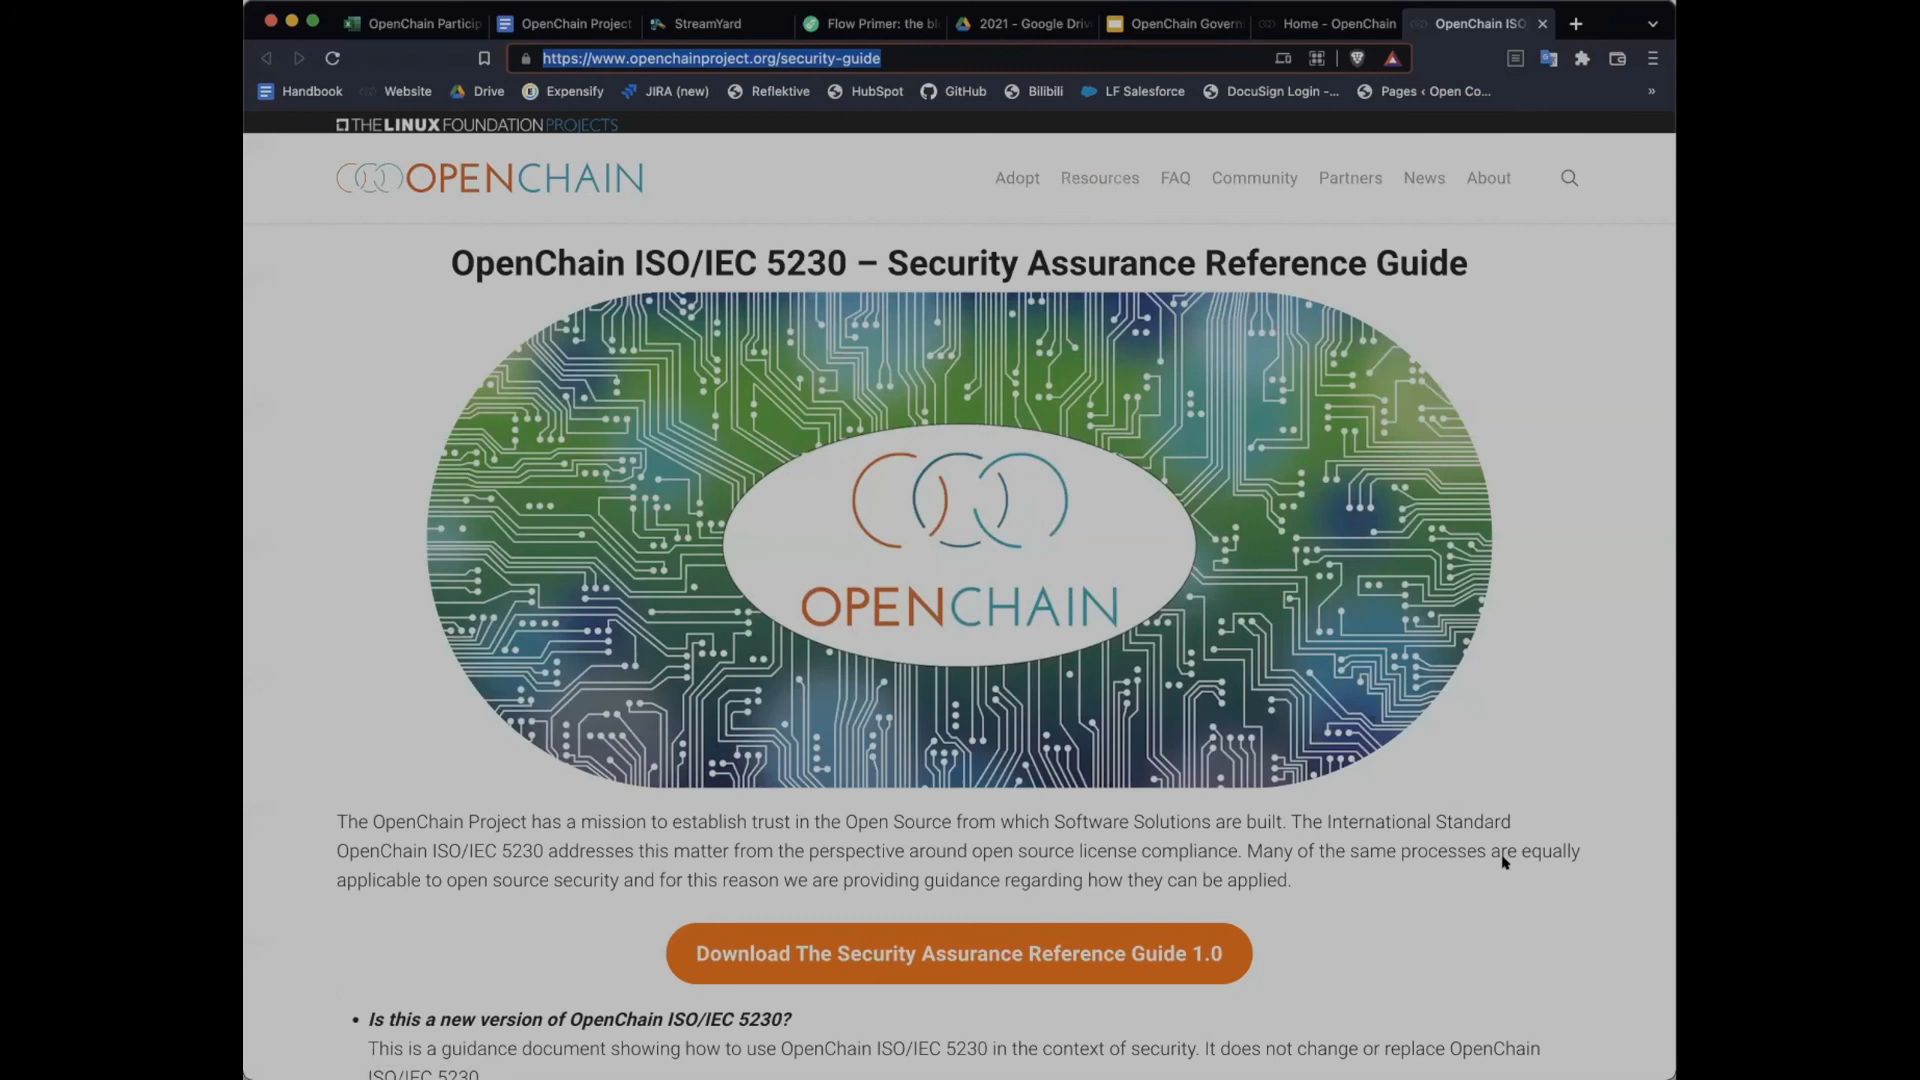 OpenChain Particip
OpenChain Project
StreamYard
Flow Primer: the bl
2021 - Google Driv
OpenChain Govern
Home - OpenChain
OpenChain ISO
https://www.openchainproject.org/security-guide
Handbook
Website
Drive
Expensify
JIRA (new)
Reflektive
HubSpot
GitHub
Bilibili
LF Salesforce
DocuSign Login -...
Pages ‹ Open Co...
»
THE LINUX FOUNDATION PROJECTS
OPENCHAIN
Adopt
Resources
FAQ
Community
Partners
News
About
OpenChain ISO/IEC 5230 – Security Assurance Reference Guide
OPENCHAIN
The OpenChain Project has a mission to establish trust in the Open Source from which Software Solutions are built. The International Standard
OpenChain ISO/IEC 5230 addresses this matter from the perspective around open source license compliance. Many of the same processes are equally
applicable to open source security and for this reason we are providing guidance regarding how they can be applied.
Download The Security Assurance Reference Guide 1.0
• Is this a new version of OpenChain ISO/IEC 5230?
This is a guidance document showing how to use OpenChain ISO/IEC 5230 in the context of security. It does not change or replace OpenChain
ISO/IEC 5230